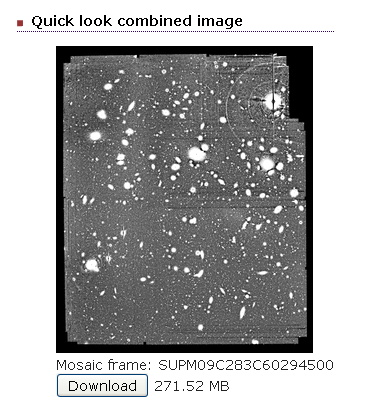 Quick look combined image
Mosaic frame: SUPM09C283C60294500
Download 271.52 MB